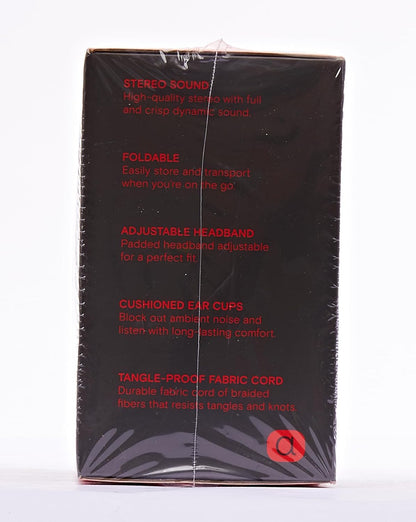 STEREO SOUND
High-quality stereo with full
and crisp dynamic sound.
FOLDABLE
Easily store and transport
when you're on the go
ADJUSTABLE HEADBAND
Padded headband adjustable
for a perfect fit.
CUSHIONED EAR CUPS
Block out ambient noise and
listen with long-lasting comfort.
TANGLE-PROOF FABRIC CORD
Durable fabric cord of braided
fibers that resists tangles and knots.
a